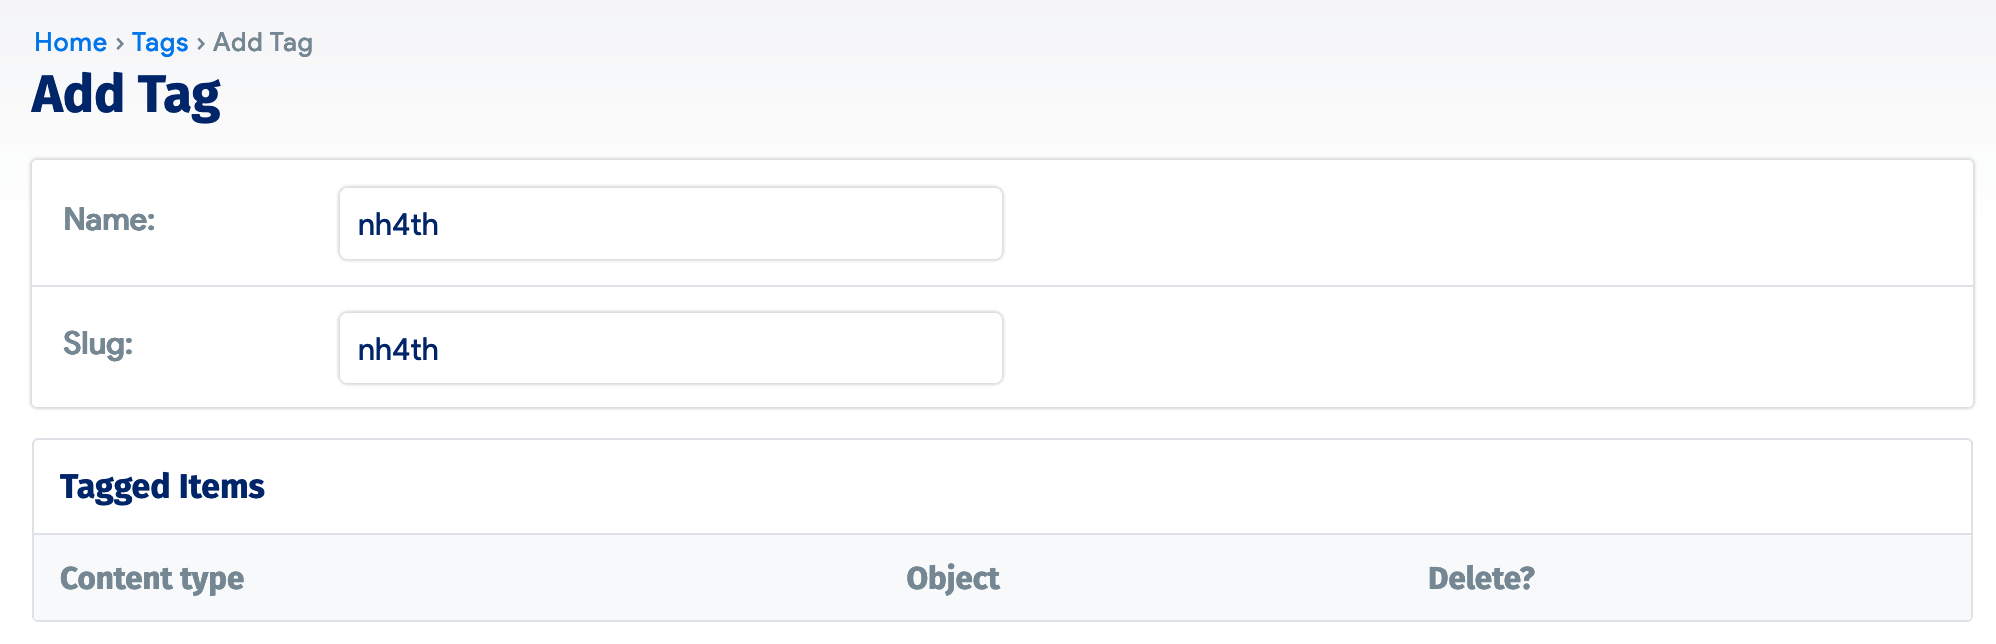 Home › Tags › Add Tag
Add Tag
Name: nh4th
Slug: nh4th
Tagged Items
Content type Object Delete?